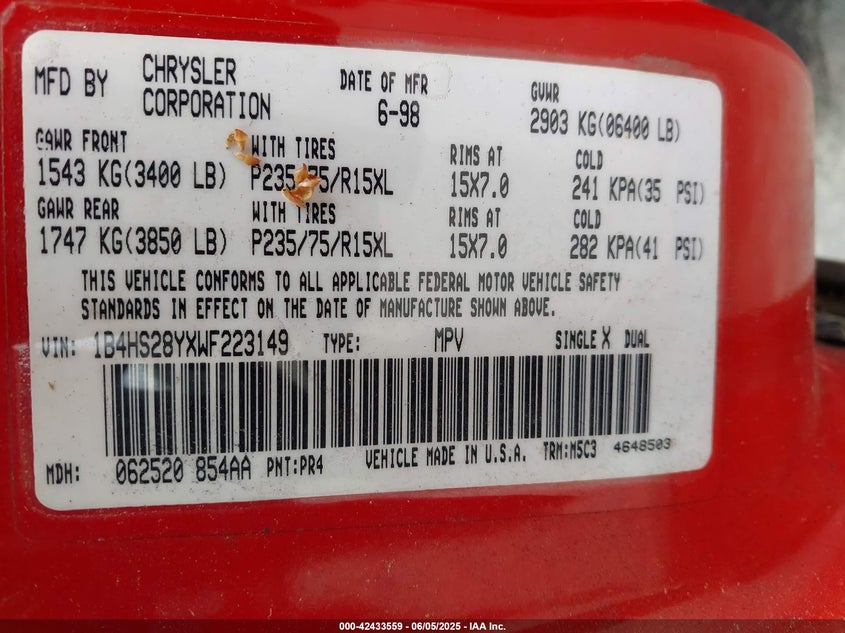 MFD BY CHRYSLER CORPORATION DATE OF MFR 6-98 GVWR 2903 KG(06400 LB)
GAWR FRONT WITH TIRES RIMS AT COLD
1543 KG(3400 LB) P235/75/R15XL 15X7.0 241 KPA(35 PSI)
GAWR REAR WITH TIRES RIMS AT COLD
1747 KG(3850 LB) P235/75/R15XL 15X7.0 282 KPA(41 PSI)
THIS VEHICLE CONFORMS TO ALL APPLICABLE FEDERAL MOTOR VEHICLE SAFETY
STANDARDS IN EFFECT ON THE DATE OF MANUFACTURE SHOWN ABOVE.
VIN: 1B4HS28YXWF223149 TYPE: MPV SINGLE X DUAL
MDH: 062520 854AA PNT:PR4 VEHICLE MADE IN U.S.A. TRM:M5C3 4648503
000-42433559 - 06/05/2025 - IAA Inc.